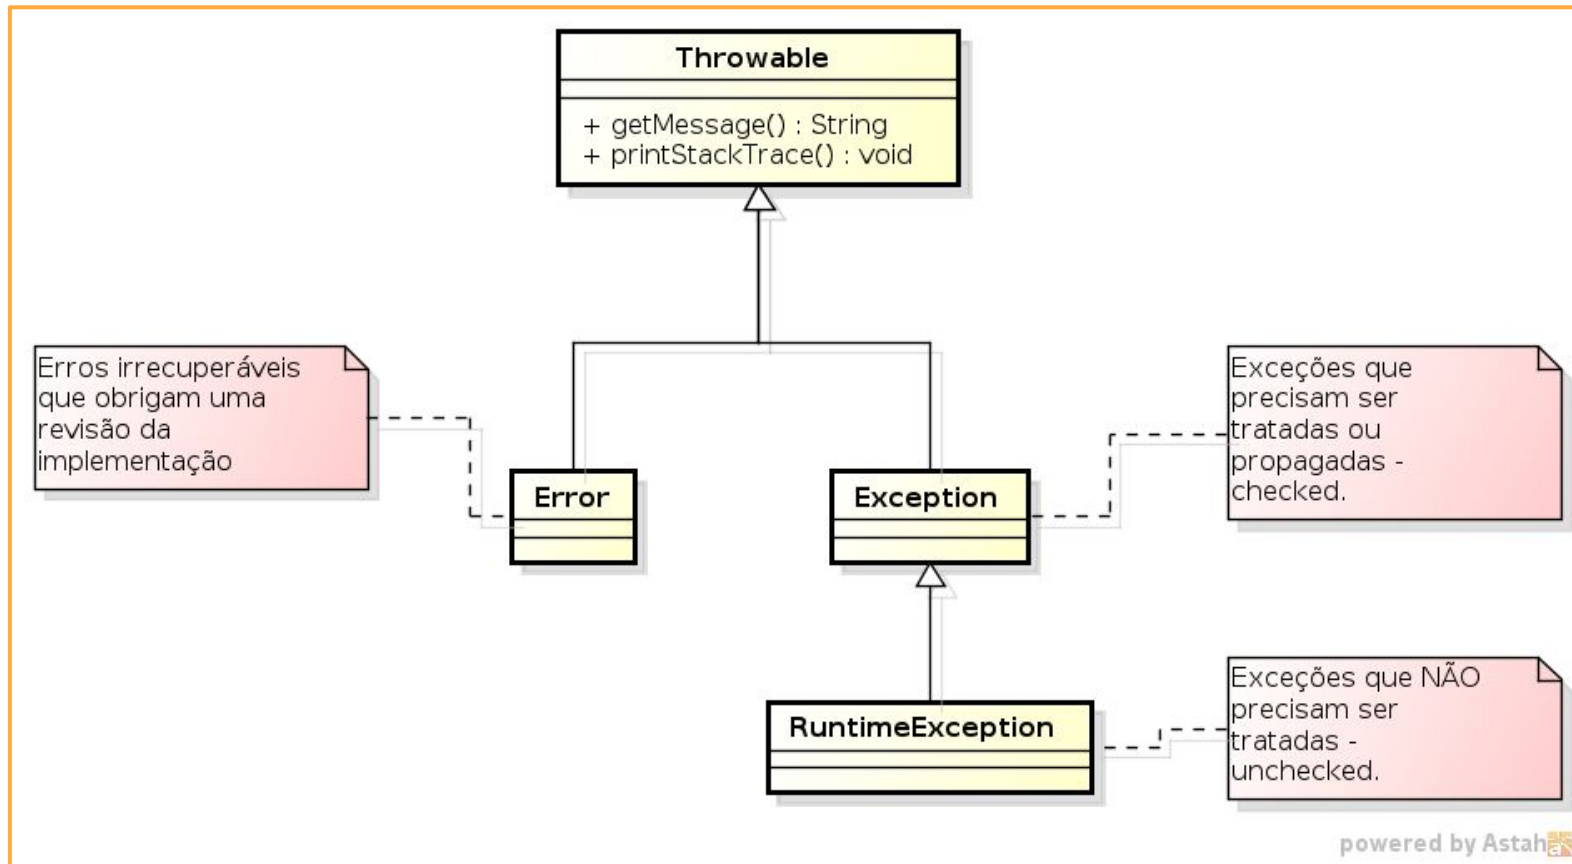 Throwable
+ getMessage() : String
+ printStackTrace() : void
Erros irrecuperáveis
que obrigam uma
revisão da
implementação
Exceções que
precisam ser
tratadas ou
propagadas -
checked.
Error
Exception
RuntimeException
Exceções que NÃO
precisam ser
tratadas -
unchecked.
powered by Astah